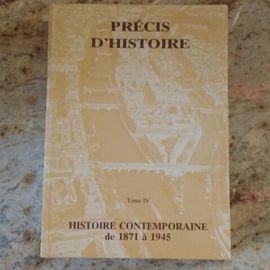 PRÉCIS
D'HISTOIRE
Tome IV
HISTOIRE CONTEMPORAINE
de 1871 à 1945